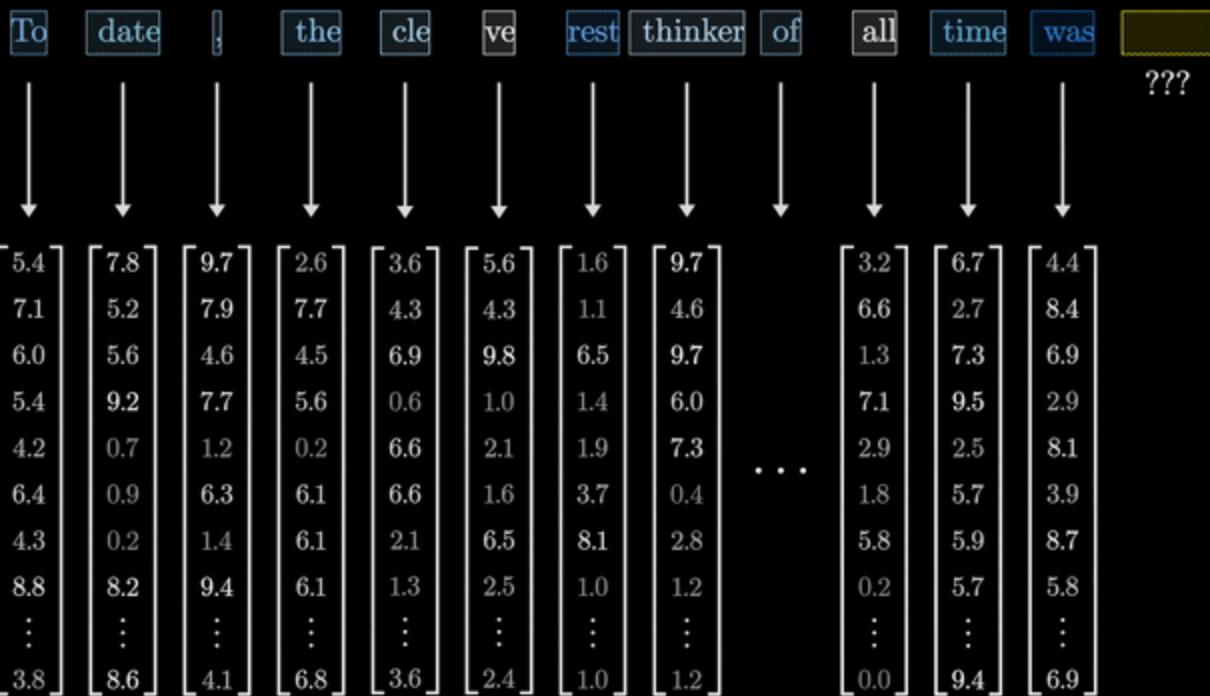 To date , the cle ve rest thinker of all time was
???
5.4 7.8 9.7 2.6 3.6 5.6 1.6 9.7 3.2 6.7 4.4
7.1 5.2 7.9 7.7 4.3 4.3 1.1 4.6 6.6 2.7 8.4
6.0 5.6 4.6 4.5 6.9 9.8 6.5 9.7 1.3 7.3 6.9
5.4 9.2 7.7 5.6 0.6 1.0 1.4 6.0 7.1 9.5 2.9
4.2 0.7 1.2 0.2 6.6 2.1 1.9 7.3 ... 2.9 2.5 8.1
6.4 0.9 6.3 6.1 6.6 1.6 3.7 0.4 1.8 5.7 3.9
4.3 0.2 1.4 6.1 2.1 6.5 8.1 2.8 5.8 5.9 8.7
8.8 8.2 9.4 6.1 1.3 2.5 1.0 1.2 0.2 5.7 5.8
⋮ ⋮ ⋮ ⋮ ⋮ ⋮ ⋮ ⋮ ⋮ ⋮ ⋮
3.8 8.6 4.1 6.8 3.6 2.4 1.0 1.2 0.0 9.4 6.9